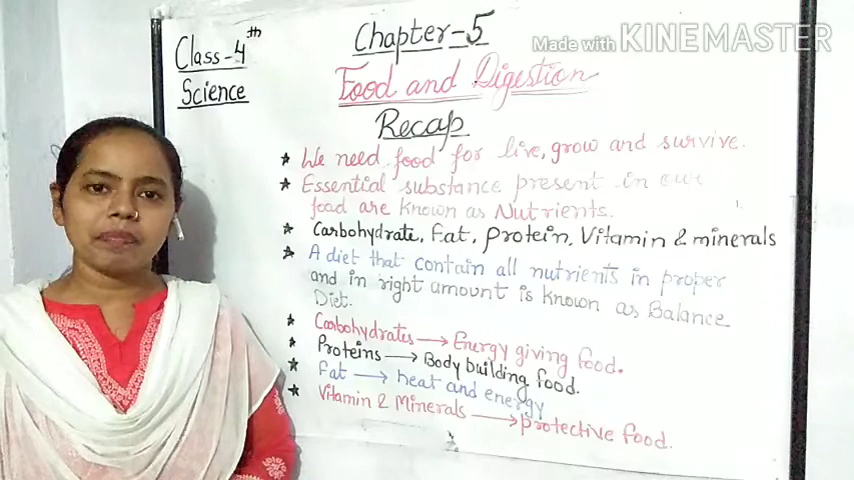 Class-4th
Science
Chapter-5
Made with KINEMASTER
Food and Digestion
Recap
★ We need food for live, grow and survive.
★ Essential substance present in our
food are known as Nutrients.
★ Carbohydrate, Fat, Protein, Vitamin & minerals
★ A diet that contain all nutrients in proper
and in right amount is known as Balance
Diet.
★ Carbohydrates → Energy giving food.
★ Proteins → Body building food.
★ Fat → heat and energy
★ Vitamin & Minerals → protective food.